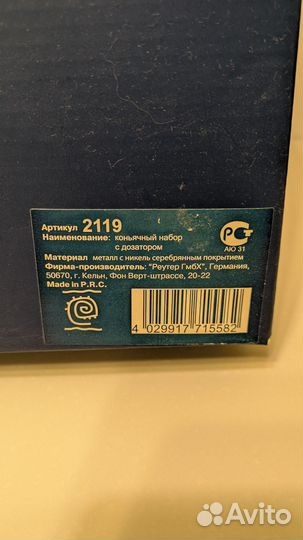 Артикул 2119
Наименование: коньячный набор
с дозатором
РСТ
АЮ 31
Материал металл с никель серебрянным покрытием
Фирма-производитель: "Реутер ГмбХ", Германия,
50670, г. Кельн, Фон Верт-штрассе, 20-22
Made in P.R.C.
4 029917 715582
Avito